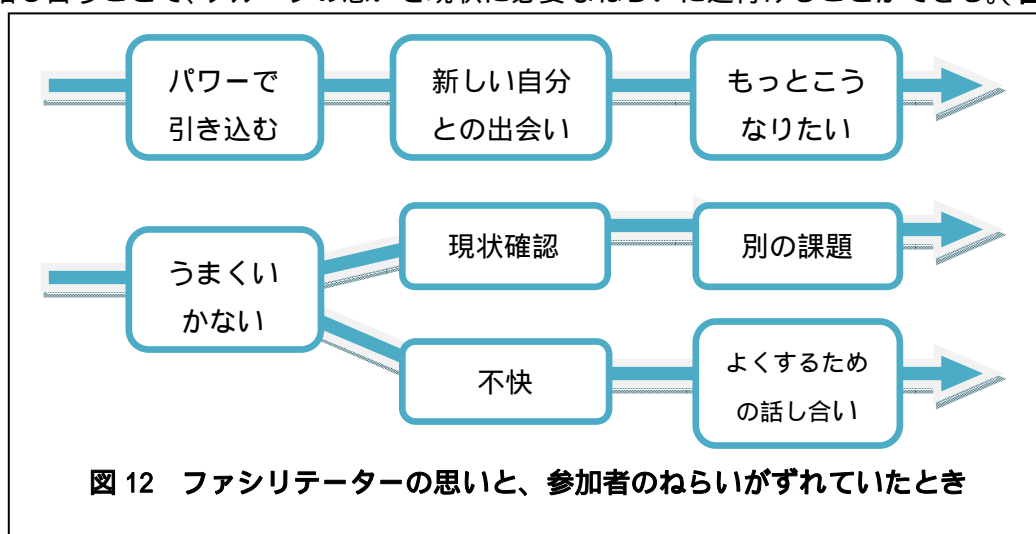 パワーで
引き込む
新しい自分
との出会い
もっとこう
なりたい
うまくい
かない
現状確認
別の課題
不快
よくするため
の話し合い
図 12　ファシリテーターの思いと、参加者のねらいがずれていたとき